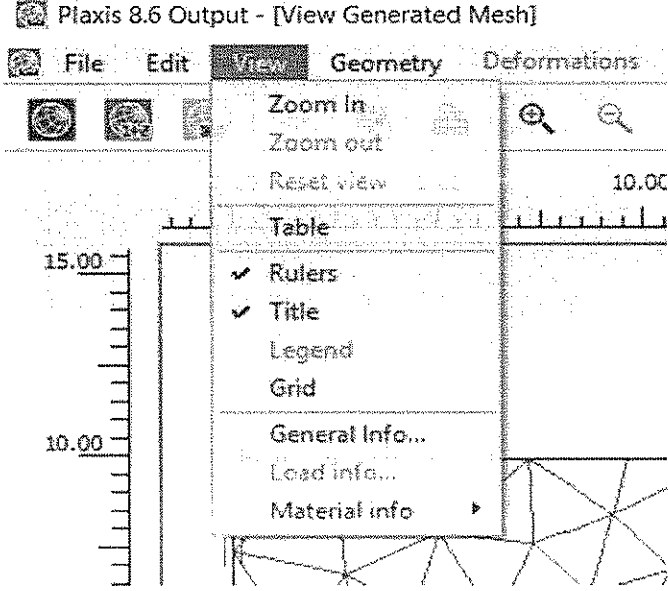 Plaxis 8.6 Output - [View Generated Mesh]
File Edit View Geometry Deformations
Zoom in
Zoom out
Reset view
10.00
Table
15.00
Rulers
Title
Legend
Grid
General Info...
10.00
Load info...
Material info